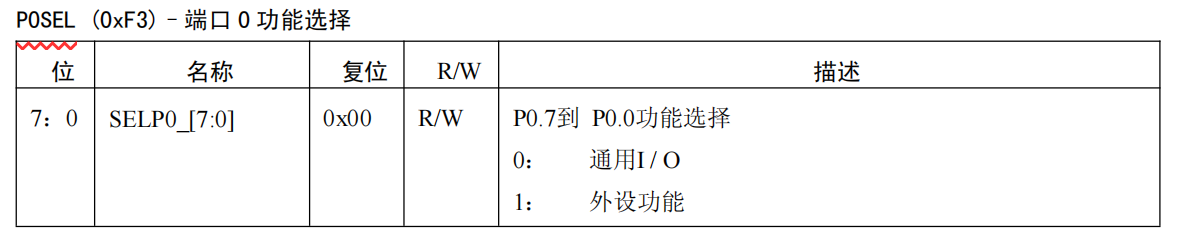 P0SEL (0xF3) – 端口 0 功能选择
位 名称 复位 R/W 描述
7：0 SELP0_[7:0] 0x00 R/W P0.7到 P0.0功能选择
0： 通用I / O
1： 外设功能